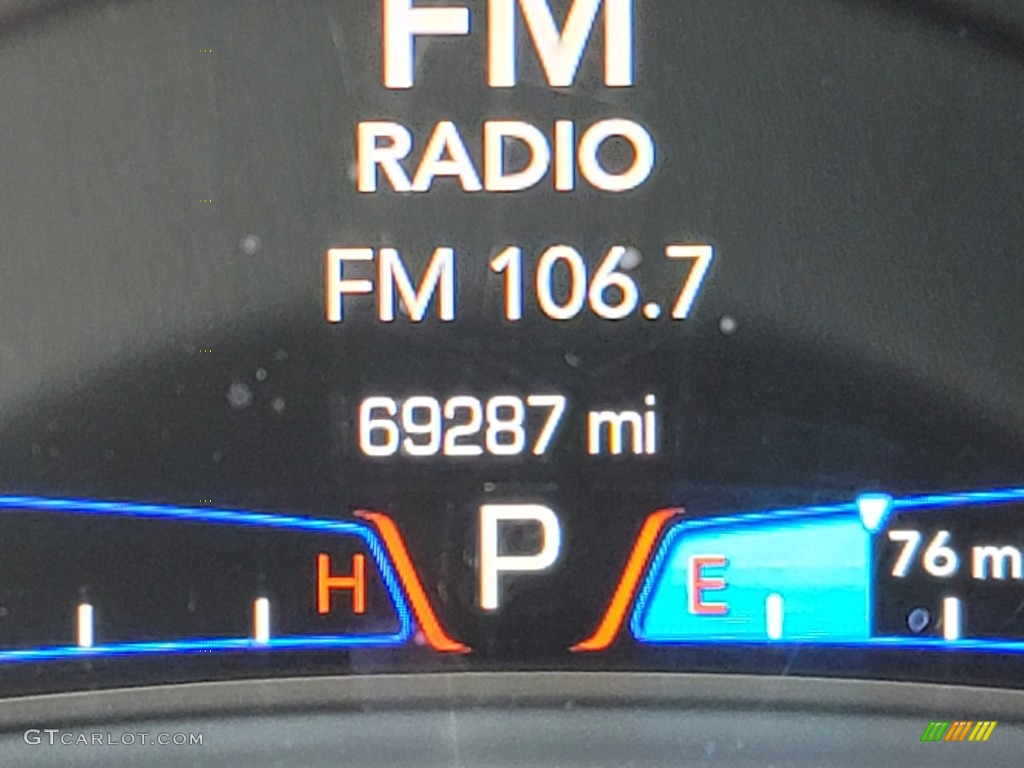 FM
RADIO
FM 106.7
69287 mi
H P E 76 m
GTCARLOT.COM